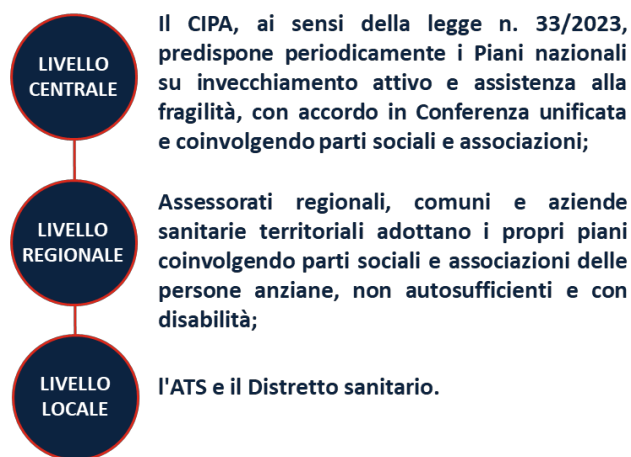 LIVELLO
CENTRALE
Il CIPA, ai sensi della legge n. 33/2023,
predispone periodicamente i Piani nazionali
su invecchiamento attivo e assistenza alla
fragilità, con accordo in Conferenza unificata
e coinvolgendo parti sociali e associazioni;
LIVELLO
REGIONALE
Assessorati regionali, comuni e aziende
sanitarie territoriali adottano i propri piani
coinvolgendo parti sociali e associazioni delle
persone anziane, non autosufficienti e con
disabilità;
LIVELLO
LOCALE
l'ATS e il Distretto sanitario.